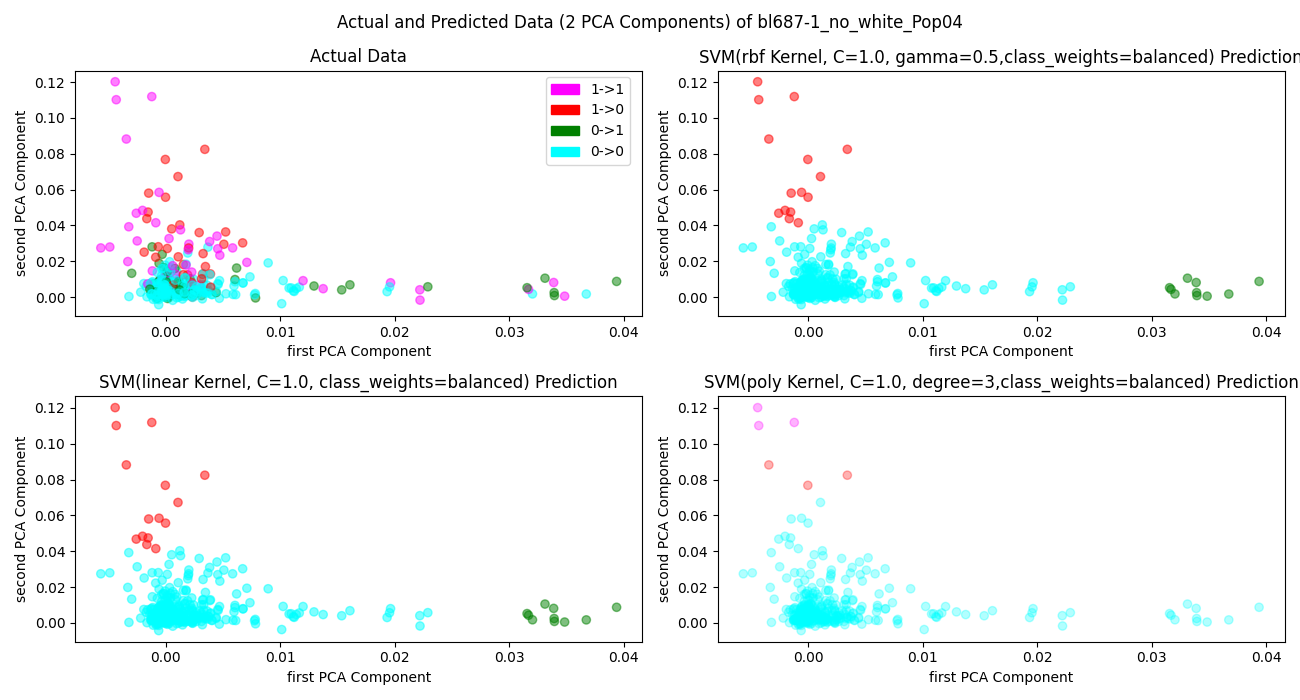 Actual and Predicted Data (2 PCA Components) of bl687-1_no_white_Pop04
Actual Data
second PCA Component
0.12
0.10
0.08
0.06
0.04
0.02
0.00
0.00 0.01 0.02 0.03 0.04
first PCA Component
1->1
1->0
0->1
0->0
SVM(rbf Kernel, C=1.0, gamma=0.5,class_weights=balanced) Prediction
second PCA Component
0.12
0.10
0.08
0.06
0.04
0.02
0.00
0.00 0.01 0.02 0.03 0.04
first PCA Component
SVM(linear Kernel, C=1.0, class_weights=balanced) Prediction
second PCA Component
0.12
0.10
0.08
0.06
0.04
0.02
0.00
0.00 0.01 0.02 0.03 0.04
first PCA Component
SVM(poly Kernel, C=1.0, degree=3,class_weights=balanced) Prediction
second PCA Component
0.12
0.10
0.08
0.06
0.04
0.02
0.00
0.00 0.01 0.02 0.03 0.04
first PCA Component